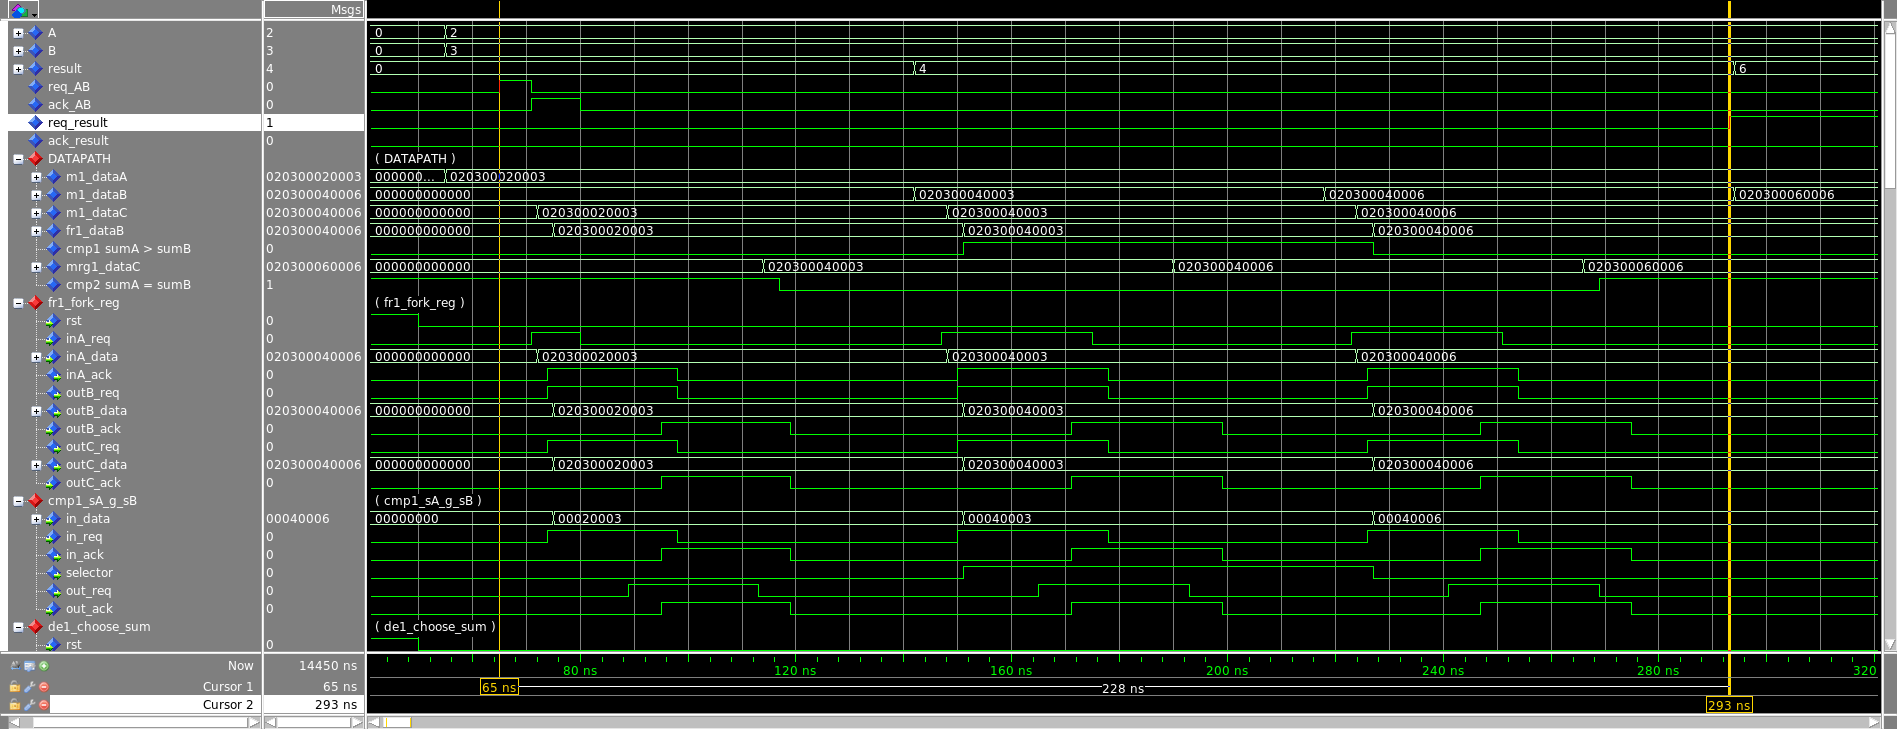 Msgs
A 2 0 2
B 3 0 3
result 4 0 4 6
req_AB 0
ack_AB 0
req_result 1
ack_result 0
DATAPATH ( DATAPATH )
m1_dataA 020300020003 000000... 020300020003
m1_dataB 020300040006 000000000000 020300040003 020300040006 020300060006
m1_dataC 020300040006 000000000000 020300020003 020300040003 020300040006
fr1_dataB 020300040006 000000000000 020300020003 020300040003 020300040006
cmp1 sumA > sumB 0
mrg1_dataC 020300060006 000000000000 020300040003 020300040006 020300060006
cmp2 sumA = sumB 1
fr1_fork_reg ( fr1_fork_reg )
rst 0
inA_req 0
inA_data 020300040006 000000000000 020300020003 020300040003 020300040006
inA_ack 0
outB_req 0
outB_data 020300040006 000000000000 020300020003 020300040003 020300040006
outB_ack 0
outC_req 0
outC_data 020300040006 000000000000 020300020003 020300040003 020300040006
outC_ack 0
cmp1_sA_g_sB ( cmp1_sA_g_sB )
in_data 00040006 00000000 00020003 00040003 00040006
in_req 0
in_ack 0
selector 0
out_req 0
out_ack 0
de1_choose_sum ( de1_choose_sum )
rst 0
Now 14450 ns 80 ns 120 ns 160 ns 200 ns 240 ns 280 ns 320
Cursor 1 65 ns 65 ns 228 ns
Cursor 2 293 ns 293 ns